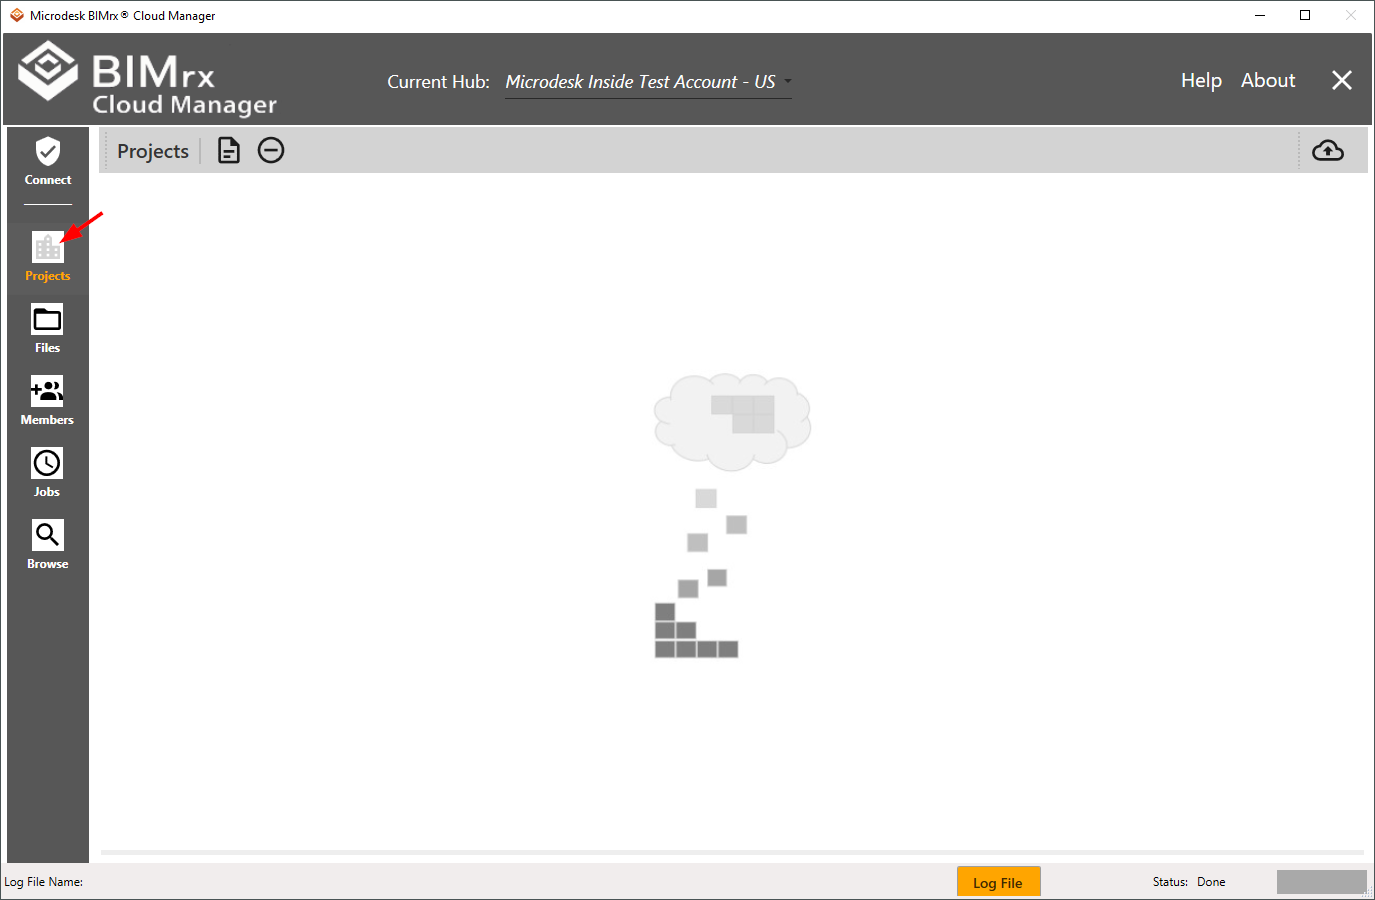 Microdesk BIMrx® Cloud Manager
BIMrx
Cloud Manager
Current Hub: Microdesk Inside Test Account - US
Help About
Connect
Projects
Projects
Files
Members
Jobs
Browse
Log File Name:
Log File
Status: Done